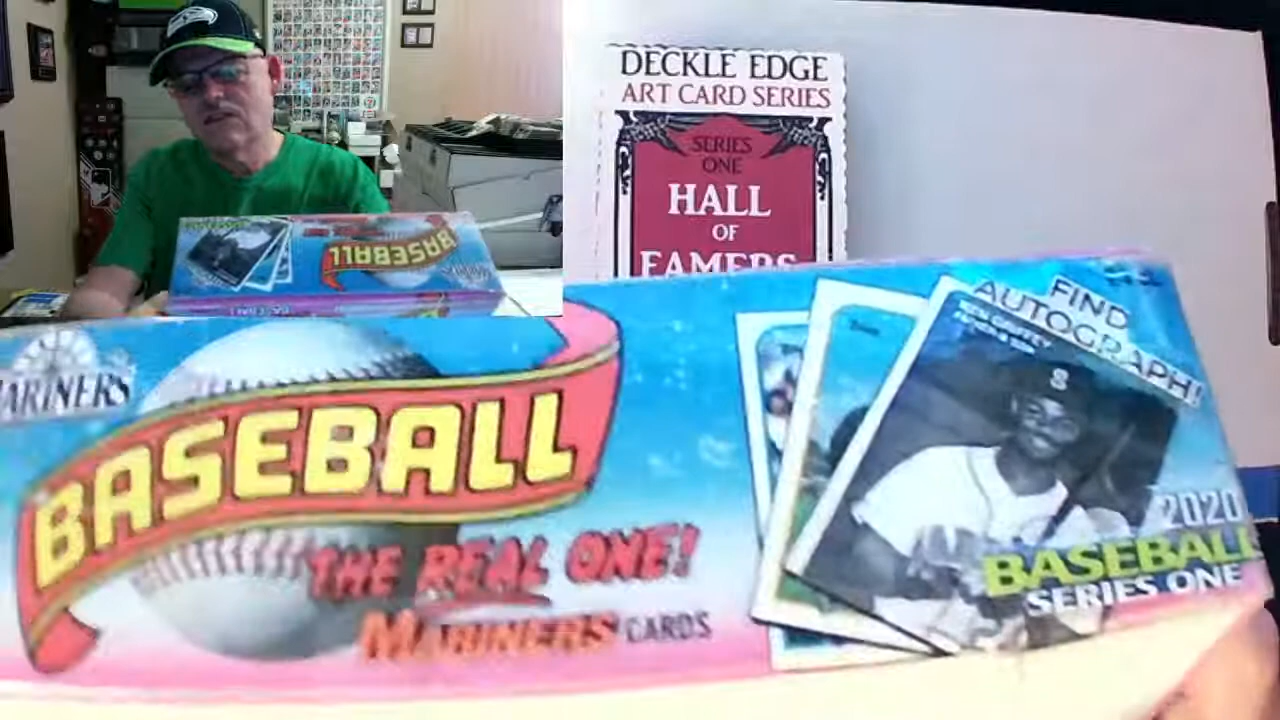 DECKLE EDGE
ART CARD SERIES
SERIES
ONE
HALL
OF
FAMERS
MARINERS
BASEBALL
THE REAL ONE!
MARINERS CARDS
FIND
AUTOGRAPH!
KEN GRIFFEY
2020
BASEBALL
SERIES ONE
BASEBALL